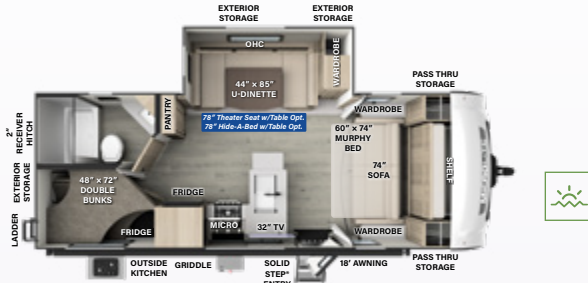 EXTERIOR
STORAGE
EXTERIOR
STORAGE
OHC
WARDROBE
44" x 85"
U-DINETTE
PASS THRU
STORAGE
PANTRY
78" Theater Seat w/Table Opt.
78" Hide-A-Bed w/Table Opt.
WARDROBE
2"
RECEIVER
HITCH
60" x 74"
MURPHY
BED
74"
SOFA
SHELF
EXTERIOR
STORAGE
48" x 72"
DOUBLE
BUNKS
FRIDGE
LADDER
FRIDGE
MICRO
32" TV
WARDROBE
OUTSIDE
KITCHEN
GRIDDLE
SOLID
STEP*
ENTRY
18' AWNING
PASS THRU
STORAGE